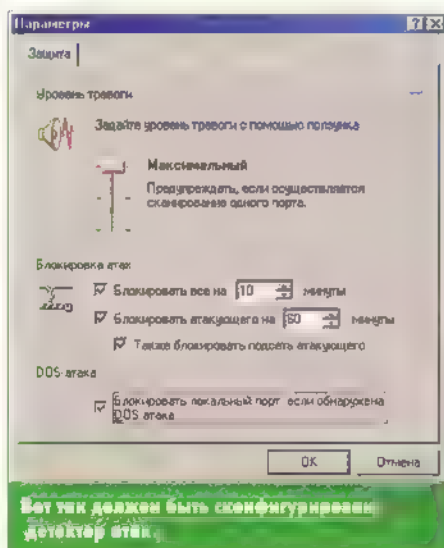 Параметры
Защита
Уровень тревоги
Задайте уровень тревоги с помощью ползунка
Максимальный
Предупреждать, если осуществляется
сканирование одного порта.
Блокировка атак
Блокировать все на 10 минуты
Блокировать атакующего на 60 минуты
Также блокировать подсеть атакующего
DOS-атака
Блокировать локальный порт если обнаружена
DOS атака
OK Отмена
Вот так должен быть сконфигурирован
детектор атак